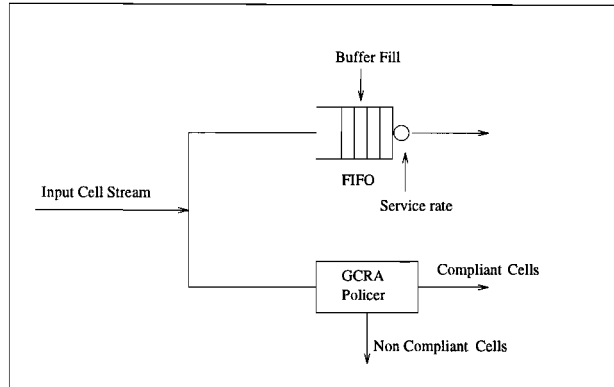 Buffer Fill
FIFO
Service rate
Input Cell Stream
GCRA
Policer
Compliant Cells
Non Compliant Cells